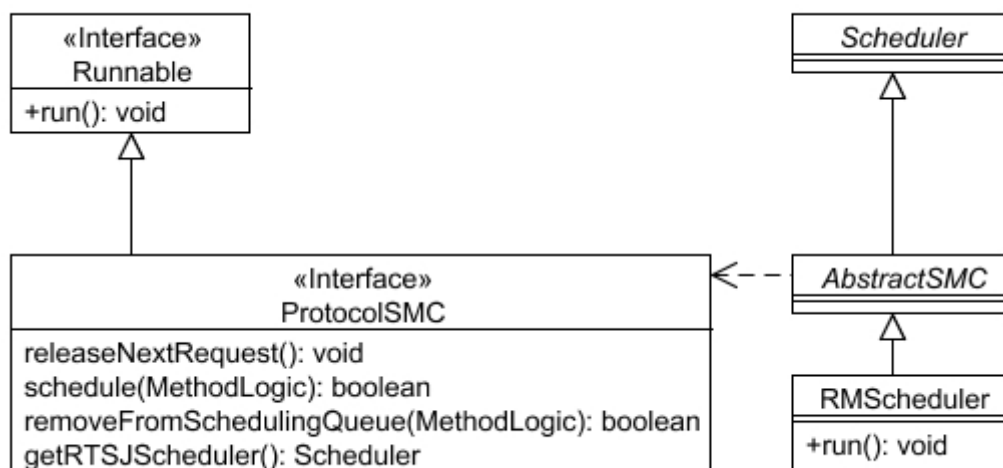 «Interface»
Runnable
+run(): void
Scheduler
«Interface»
ProtocolSMC
releaseNextRequest(): void
schedule(MethodLogic): boolean
removeFromSchedulingQueue(MethodLogic): boolean
getRTSJScheduler(): Scheduler
AbstractSMC
RMScheduler
+run(): void